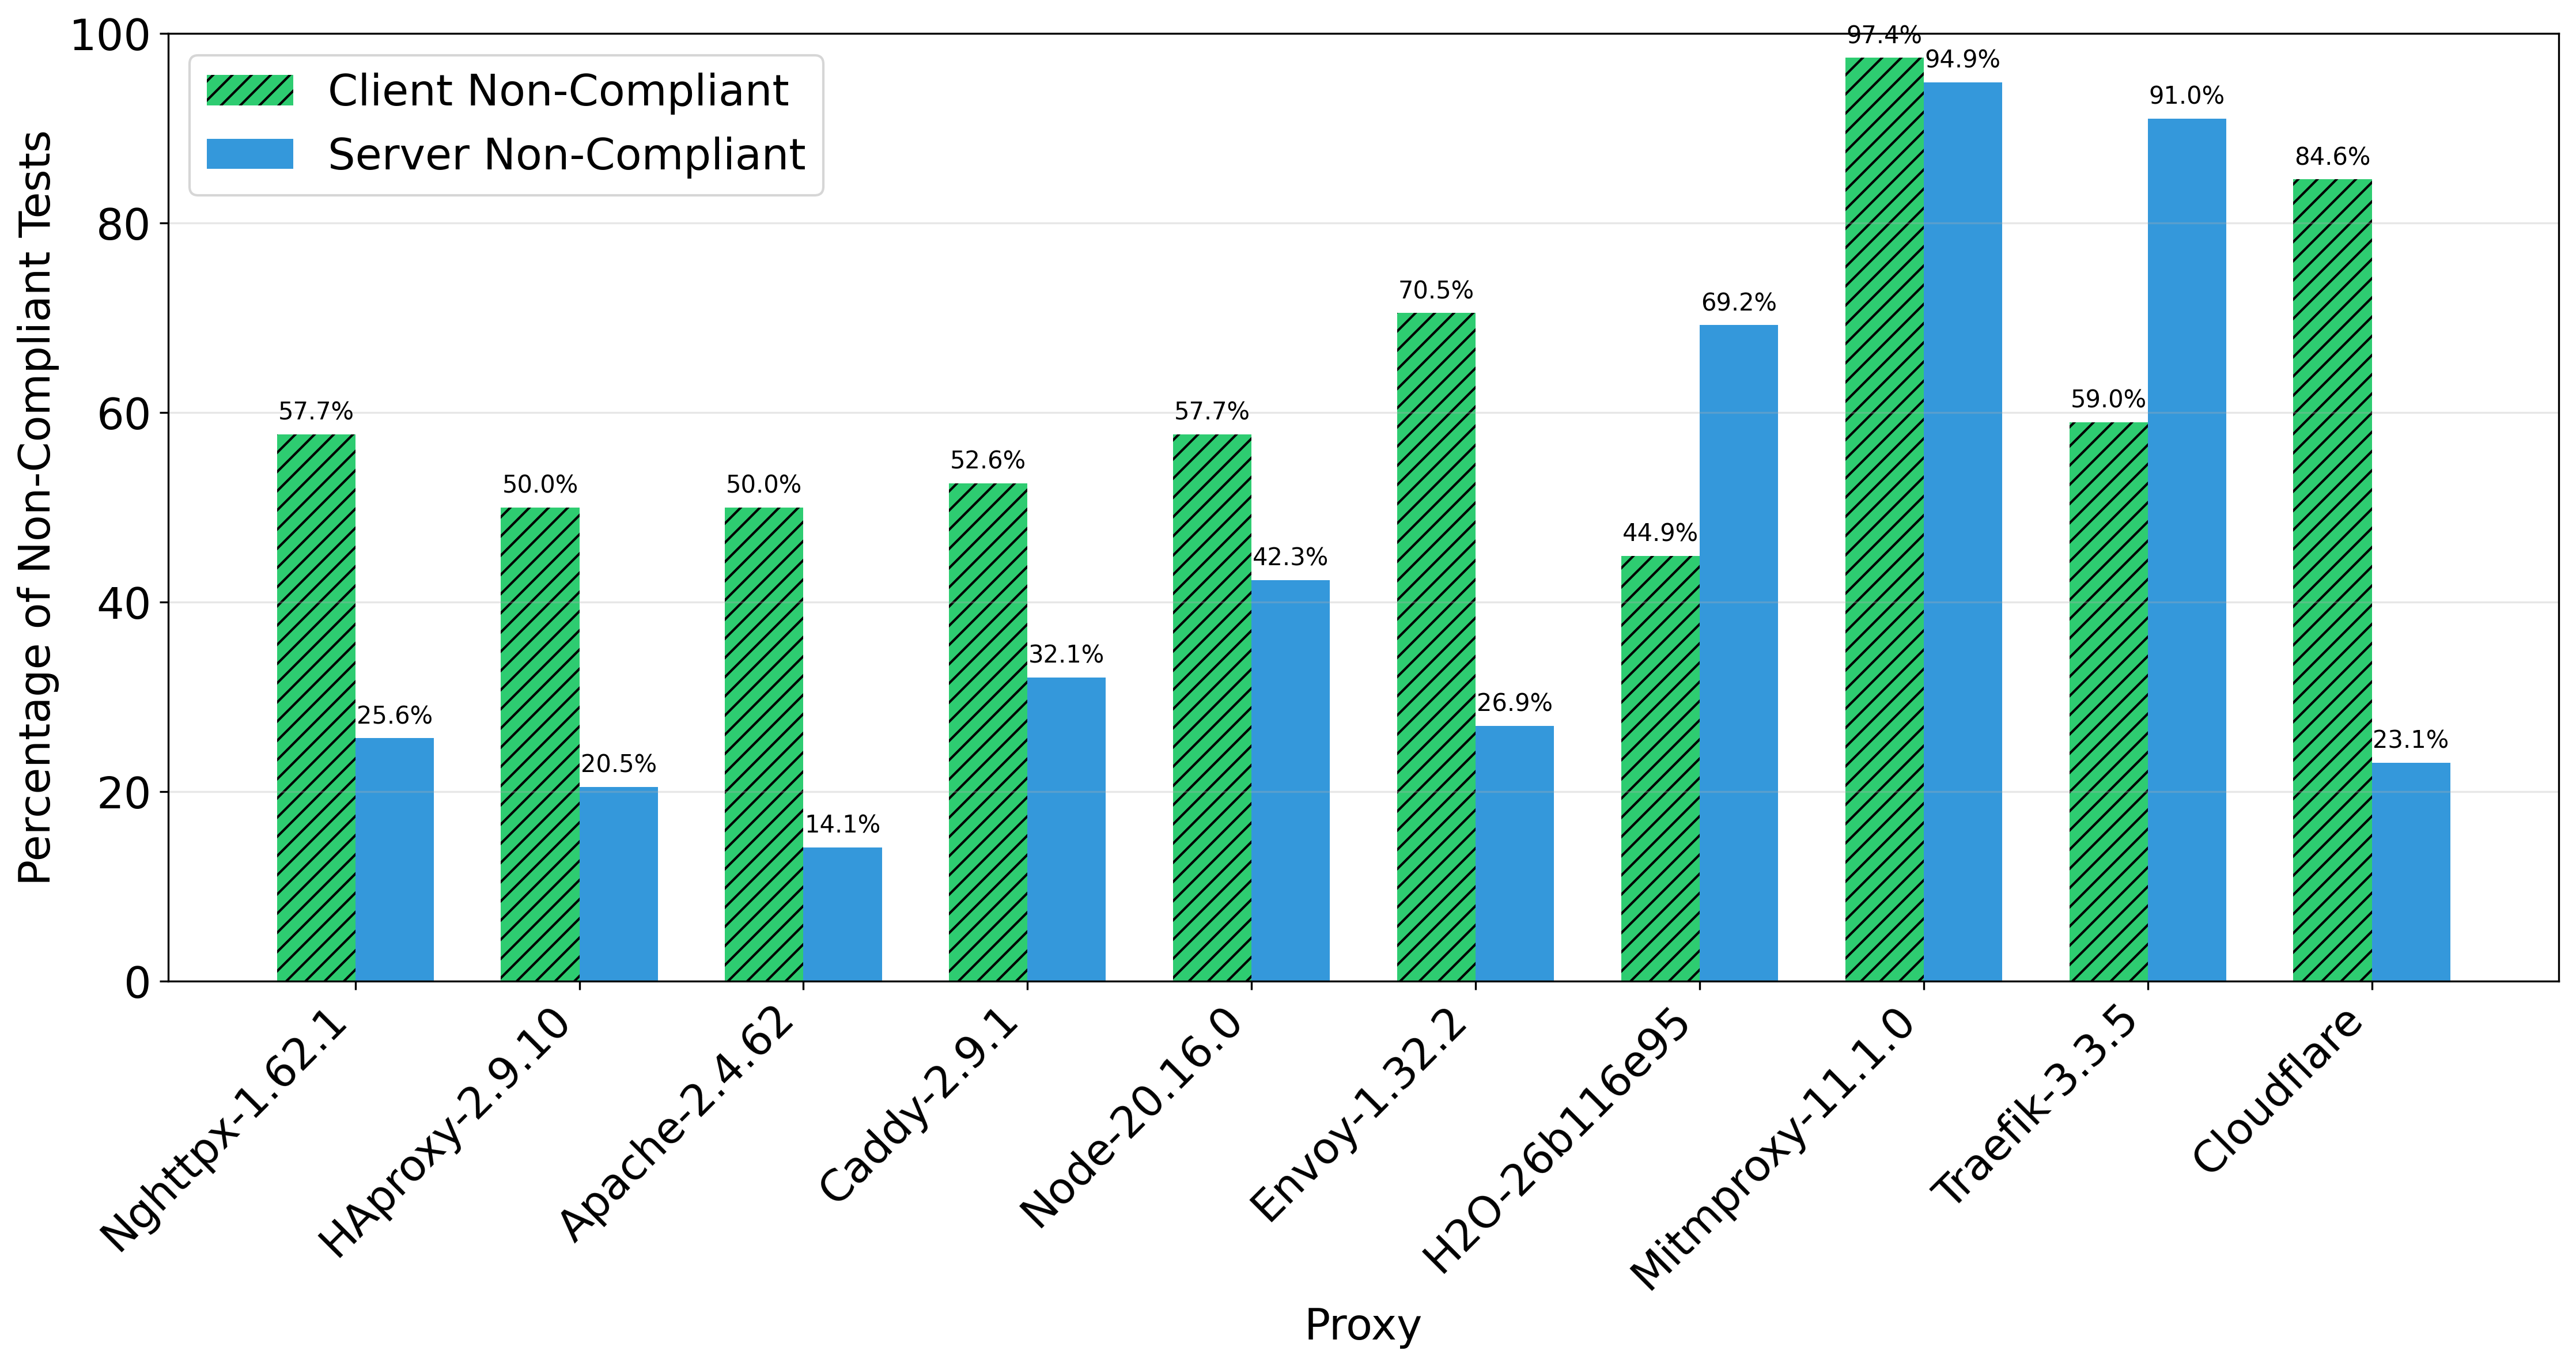 Percentage of Non-Compliant Tests
100
80
60
40
20
0
Client Non-Compliant
Server Non-Compliant
57.7%
25.6%
50.0%
20.5%
50.0%
14.1%
52.6%
32.1%
57.7%
42.3%
70.5%
26.9%
44.9%
69.2%
97.4%
94.9%
59.0%
91.0%
84.6%
23.1%
Nghttpx-1.62.1
HAproxy-2.9.10
Apache-2.4.62
Caddy-2.9.1
Node-20.16.0
Envoy-1.32.2
H2O-26b116e95
Mitmproxy-11.1.0
Traefik-3.3.5
Cloudflare
Proxy